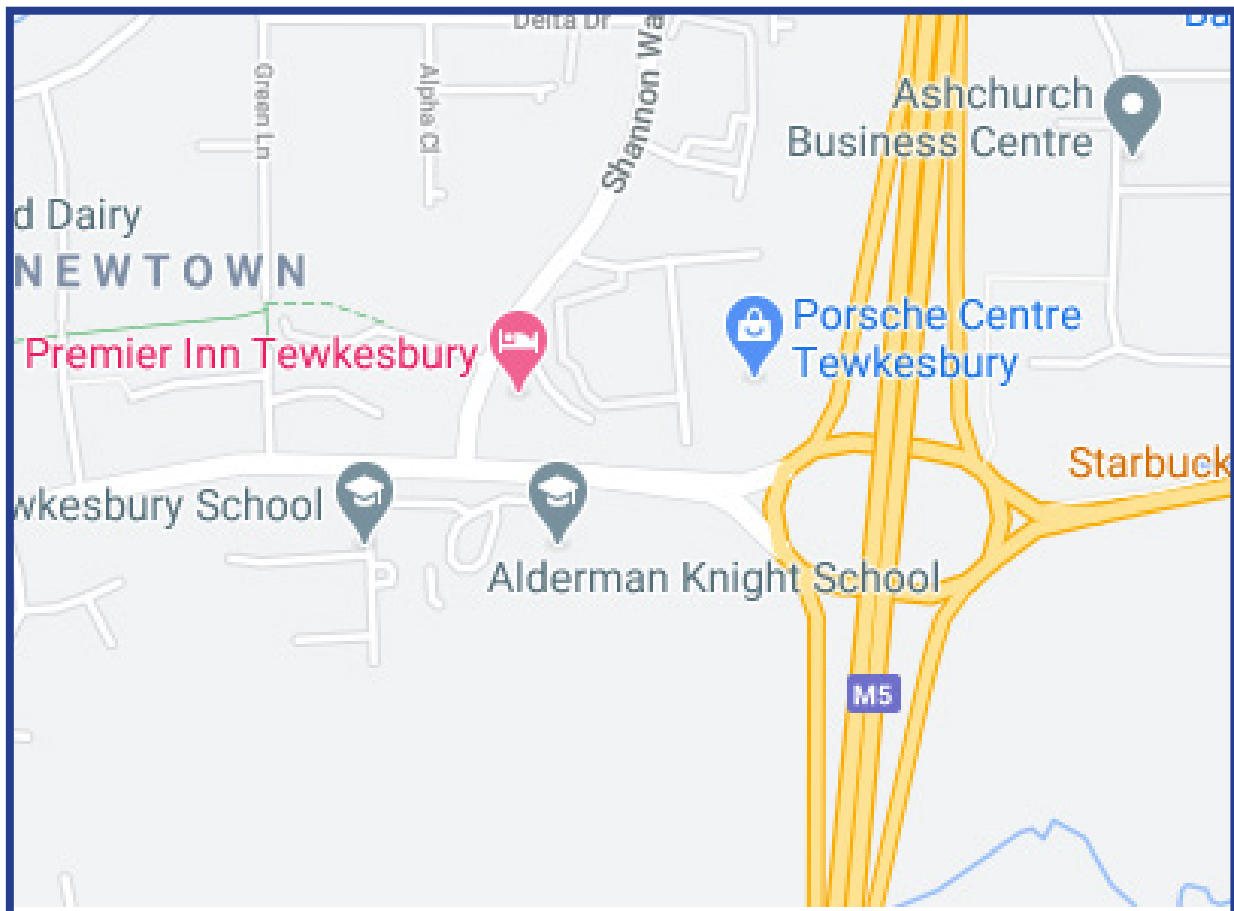 Delta Dr
Shannon Wa
Ba
Green Ln
Alpha Cl
Ashchurch
Business Centre
d Dairy
NEWTOWN
Premier Inn Tewkesbury
Porsche Centre
Tewkesbury
Starbuck
wkesbury School
Alderman Knight School
M5